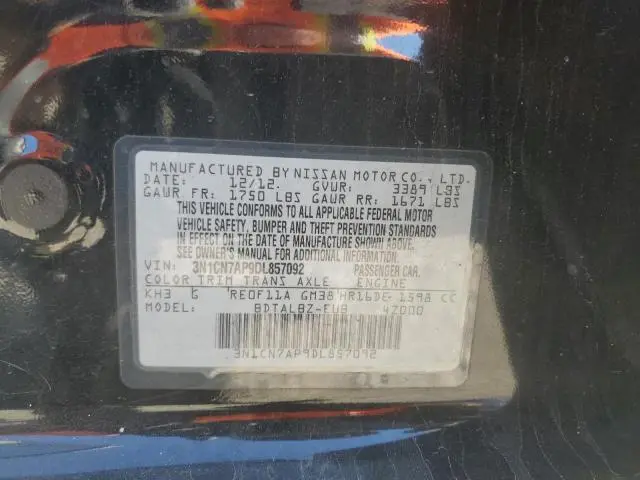 MANUFACTURED BY NISSAN MOTOR CO., LTD.
DATE: 12/12. GVWR: 3389 LBS
GAWR FR: 1750 LBS GAWR RR: 1671 LBS
THIS VEHICLE CONFORMS TO ALL APPLICABLE FEDERAL MOTOR
VEHICLE SAFETY, BUMPER AND THEFT PREVENTION STANDARDS
IN EFFECT ON THE DATE OF MANUFACTURE SHOWN ABOVE.
SEE OWNER'S MANUAL FOR ADDITIONAL INFORMATION.
VIN: 3N1CN7AP9DL857092 PASSENGER CAR.
COLOR TRIM TRANS AXLE ENGINE
KH3 G RE0F11A GM38 HR16DE 1598 CC
MODEL: BDTALBZ-EUB 4Z000
3N1CN7AP9DL857092